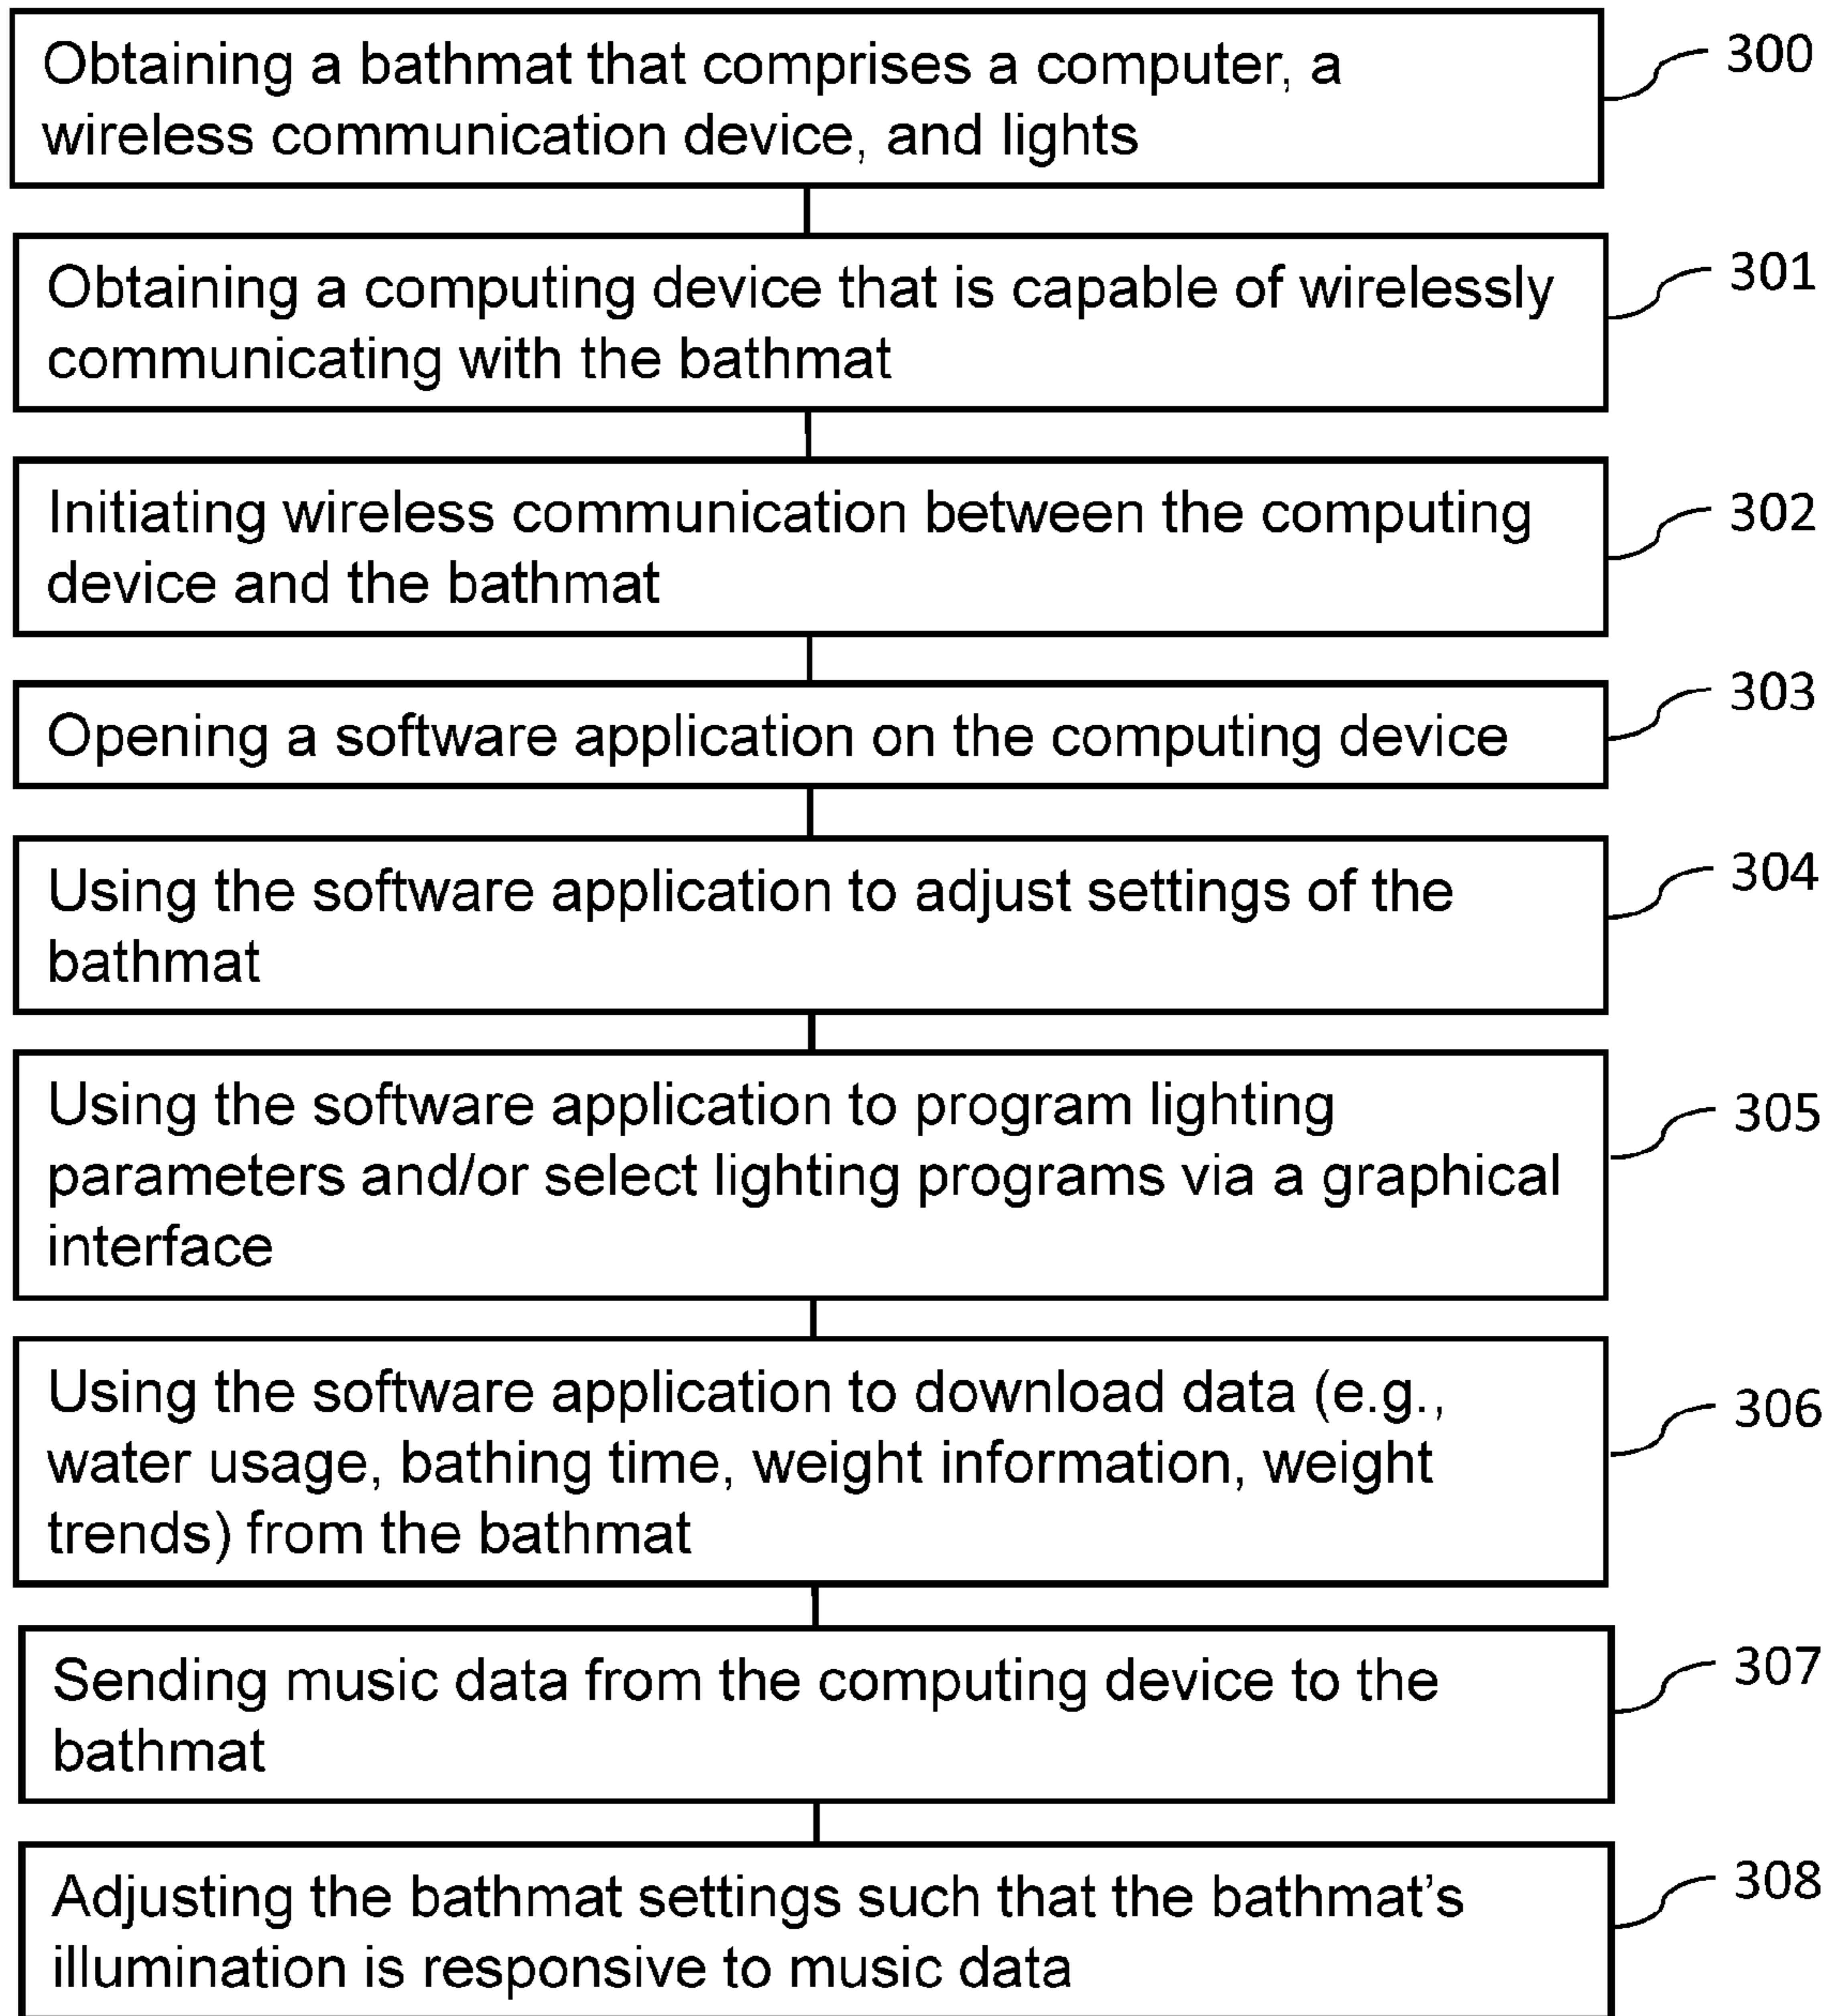 Obtaining a bathmat that comprises a computer, a
wireless communication device, and lights
300
Obtaining a computing device that is capable of wirelessly
communicating with the bathmat
301
Initiating wireless communication between the computing
device and the bathmat
302
Opening a software application on the computing device
303
Using the software application to adjust settings of the
bathmat
304
Using the software application to program lighting
parameters and/or select lighting programs via a graphical
interface
305
Using the software application to download data (e.g.,
water usage, bathing time, weight information, weight
trends) from the bathmat
306
Sending music data from the computing device to the
bathmat
307
Adjusting the bathmat settings such that the bathmat's
illumination is responsive to music data
308